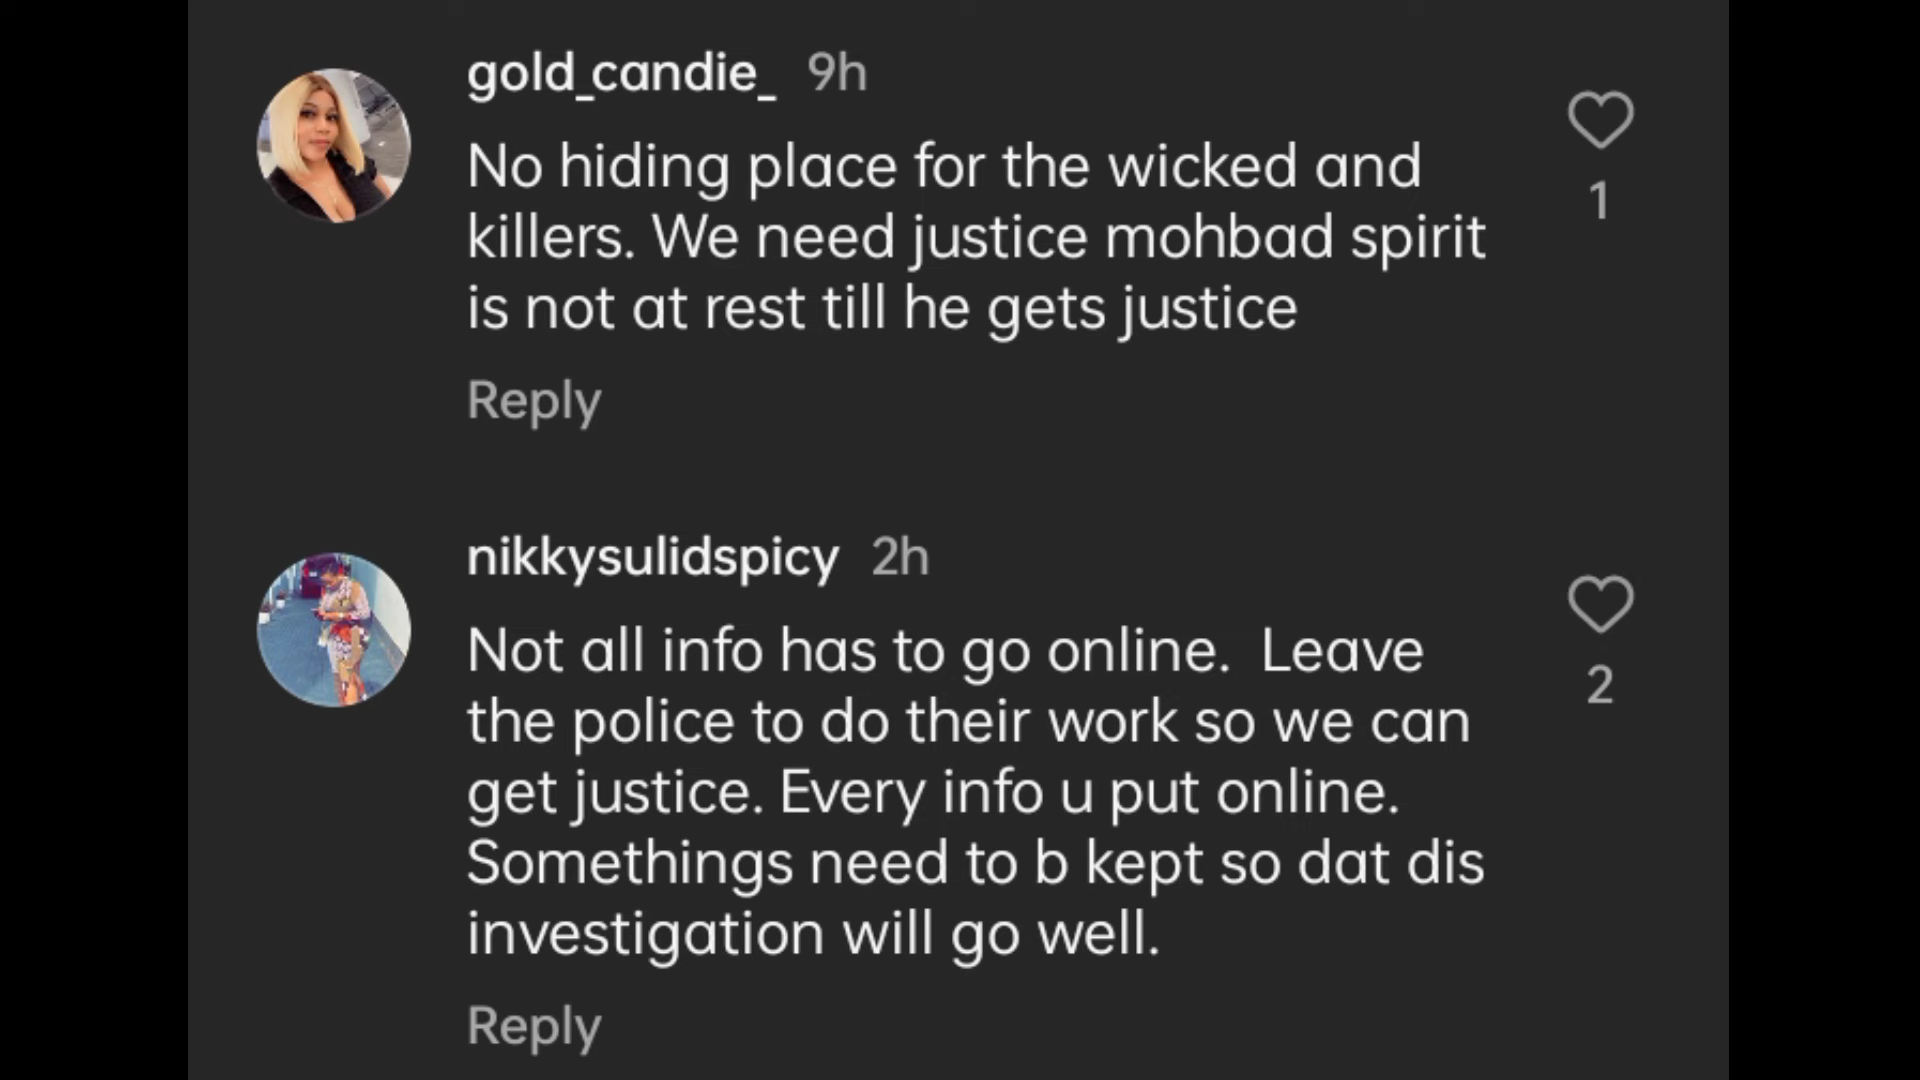 gold_candie_ 9h
No hiding place for the wicked and
killers. We need justice mohbad spirit
is not at rest till he gets justice
1
Reply
nikkysulidspicy 2h
Not all info has to go online.  Leave
the police to do their work so we can
get justice. Every info u put online.
Somethings need to b kept so dat dis
investigation will go well.
2
Reply